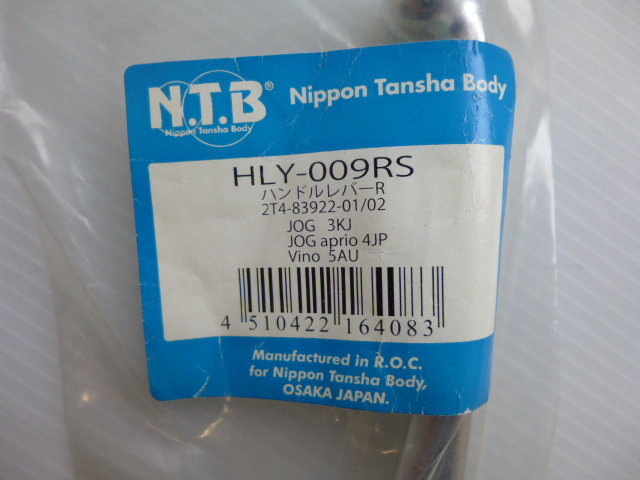 N.T.B®
Nippon Tansha Body
Nippon Tansha Body
HLY-009RS
ハンドルレバーR
2T4-83922-01/02
JOG 3KJ
JOG aprio 4JP
Vino 5AU
4 510422 164083
Manufactured in R.O.C.
for Nippon Tansha Body,
OSAKA JAPAN.